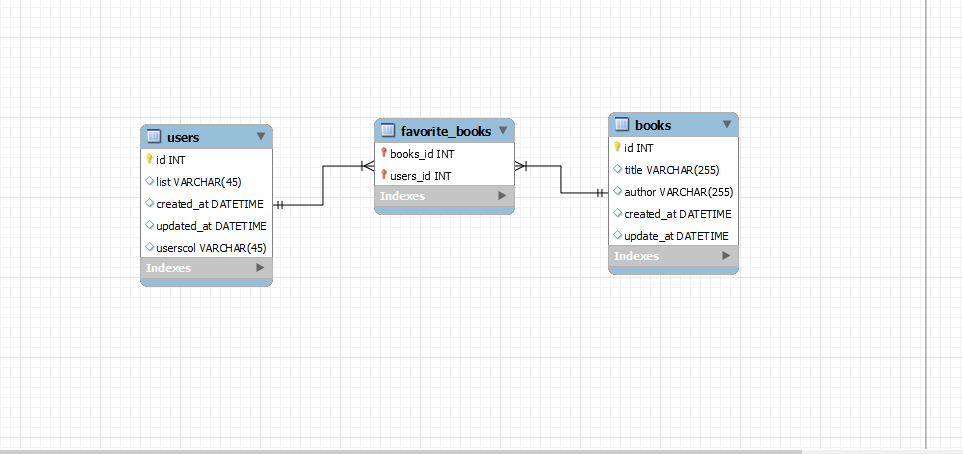 users
id INT
list VARCHAR(45)
created_at DATETIME
updated_at DATETIME
userscol VARCHAR(45)
Indexes
favorite_books
books_id INT
users_id INT
Indexes
books
id INT
title VARCHAR(255)
author VARCHAR(255)
created_at DATETIME
update_at DATETIME
Indexes